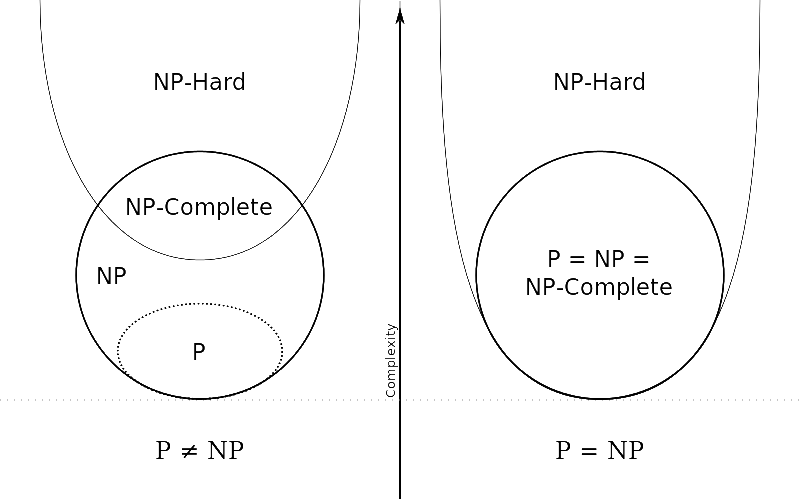 NP-Hard
NP-Complete
NP
P
P ≠ NP
Complexity
NP-Hard
P = NP =
NP-Complete
P = NP